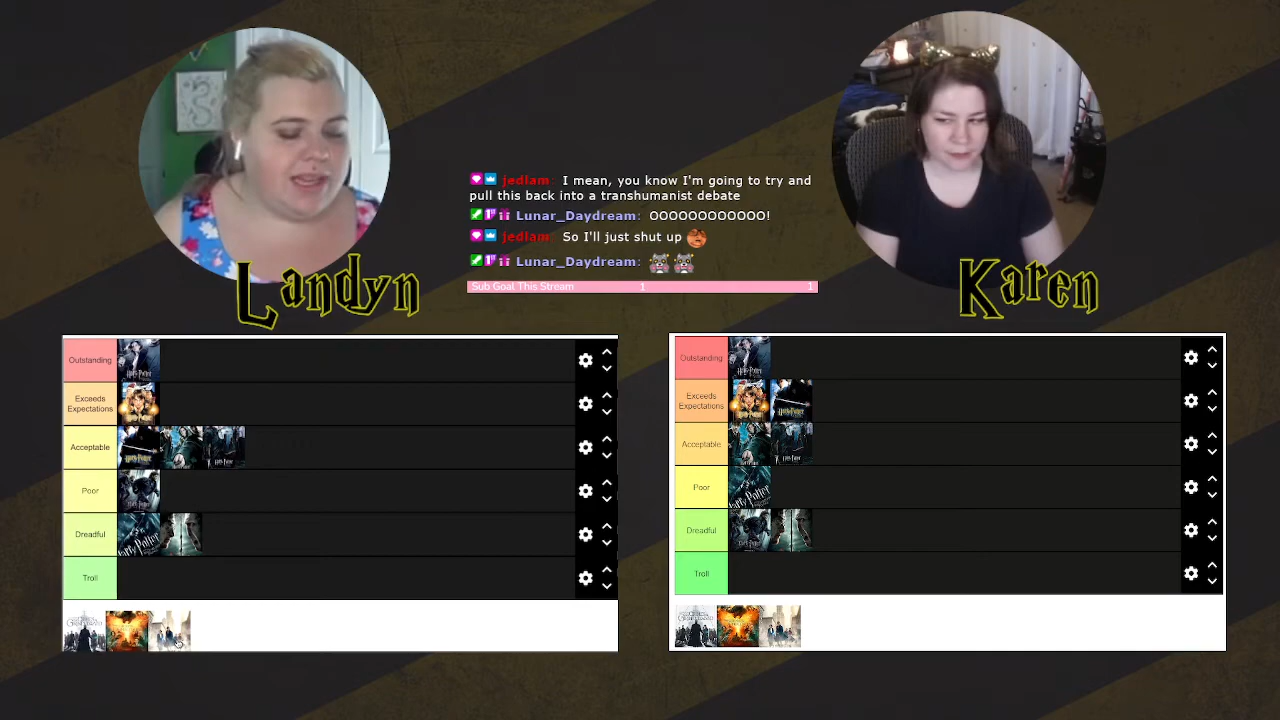 jedlam: I mean, you know I'm going to try and
pull this back into a transhumanist debate
Lunar_Daydream: OOOOOOOOOOOO!
jedlam: So I'll just shut up
Lunar_Daydream:
Sub Goal This Stream 1 1
Landyn
Karen
Outstanding
Exceeds
Expectations
Acceptable
Poor
Dreadful
Troll
Outstanding
Exceeds
Expectations
Acceptable
Poor
Dreadful
Troll